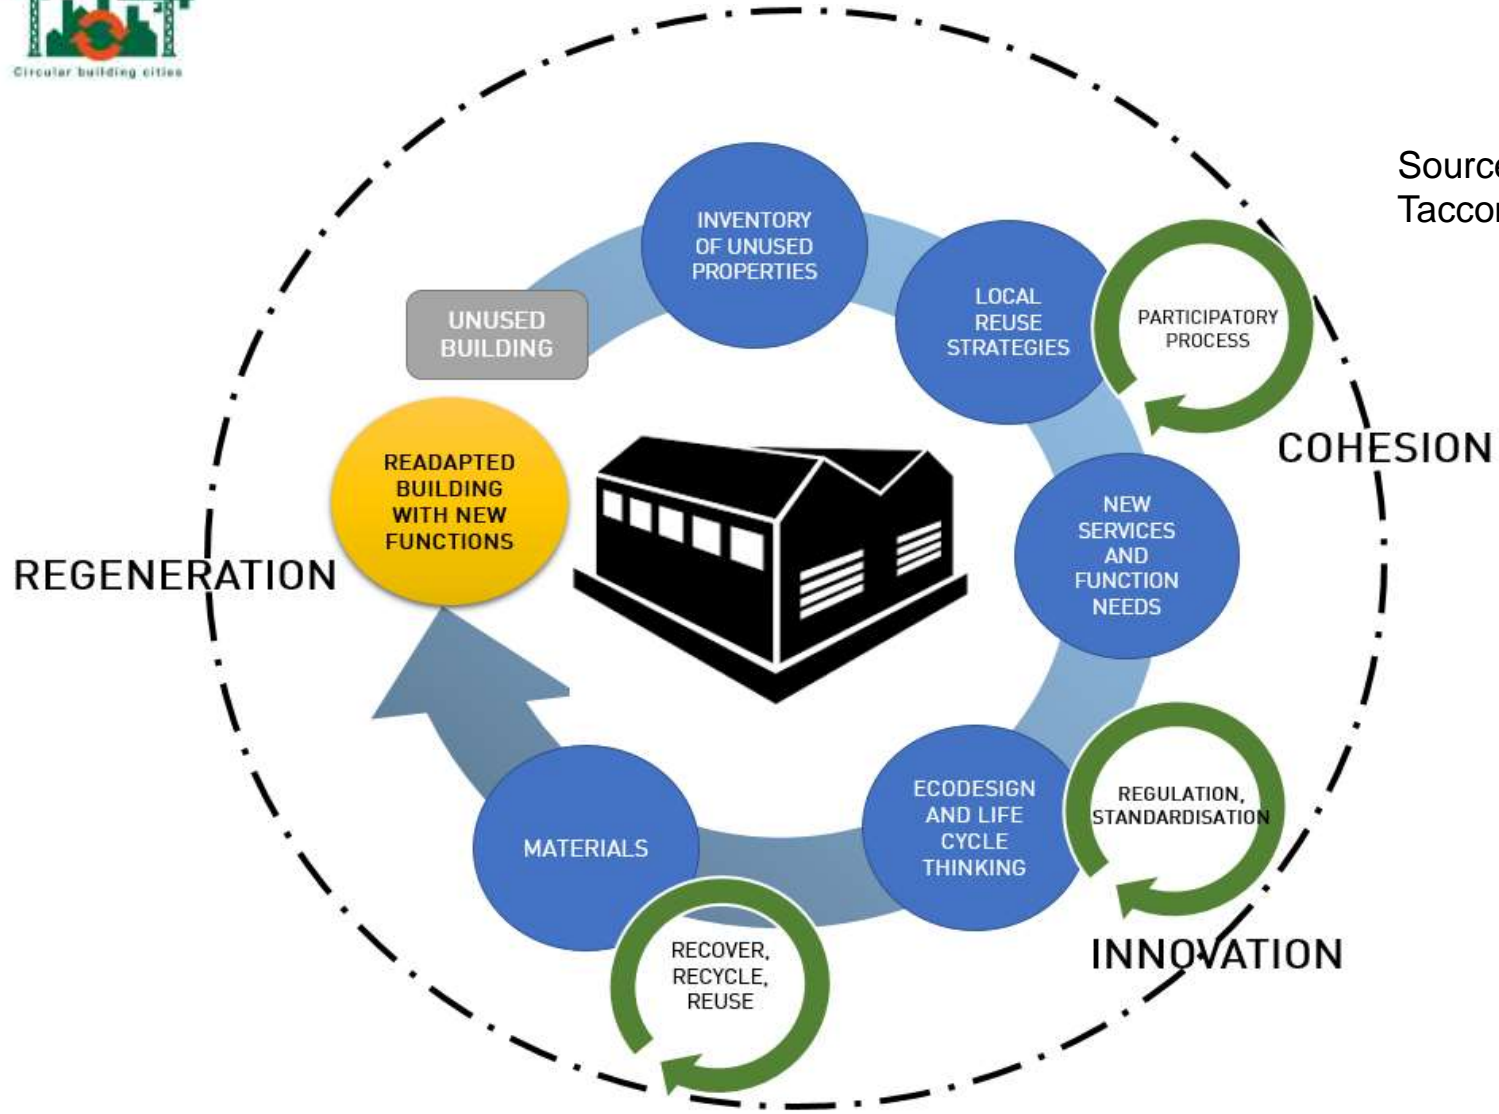 Circular building cities
Source
Taccon
INVENTORY
OF UNUSED
PROPERTIES
LOCAL
REUSE
STRATEGIES
PARTICIPATORY
PROCESS
UNUSED
BUILDING
COHESION
READAPTED
BUILDING
WITH NEW
FUNCTIONS
NEW
SERVICES
AND
FUNCTION
NEEDS
REGENERATION
ECODESIGN
AND LIFE
CYCLE
THINKING
REGULATION,
STANDARDISATION
MATERIALS
INNOVATION
RECOVER,
RECYCLE,
REUSE